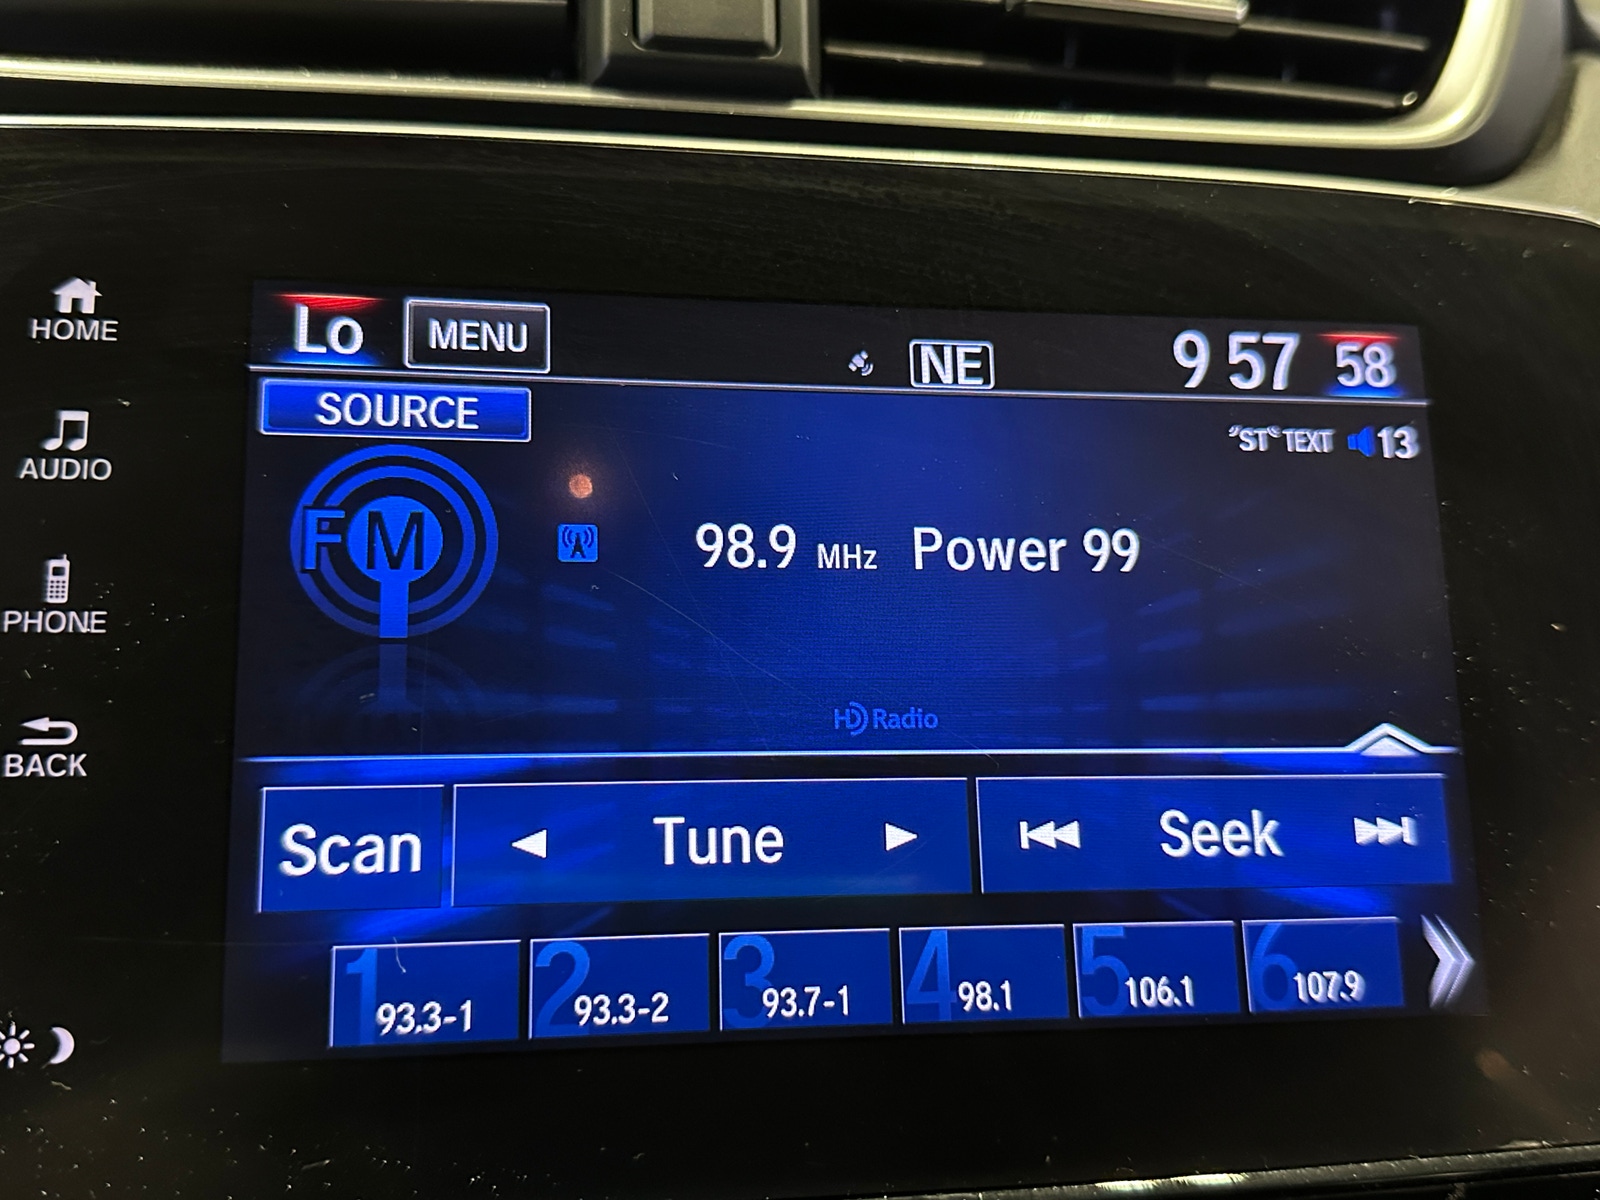 HOME
AUDIO
PHONE
BACK
Lo MENU NE 9 57 58
SOURCE
"ST" TEXT 13
FM 98.9 MHz Power 99
HD Radio
Scan Tune Seek
1 93.3-1 2 93.3-2 3 93.7-1 4 98.1 5 106.1 6 107.9